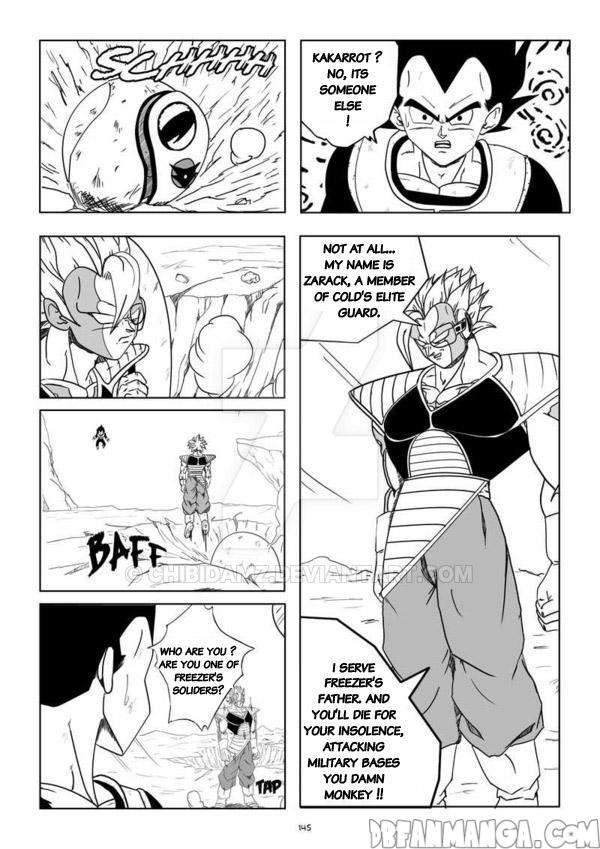 SCHHHHH
KAKARROT ?
NO, ITS
SOMEONE
ELSE
!
NOT AT ALL...
MY NAME IS
ZARACK, A MEMBER
OF COLD'S ELITE
GUARD.
BAFF
© CHIBIDAMZ.DEVIANTART.COM
WHO ARE YOU ?
ARE YOU ONE OF
FREEZER'S
SOLIDERS?
TAP
I SERVE
FREEZER'S
FATHER. AND
YOU'LL DIE FOR
YOUR INSOLENCE,
ATTACKING
MILITARY BASES
YOU DAMN
MONKEY !!
145
DBFANMANGA.COM